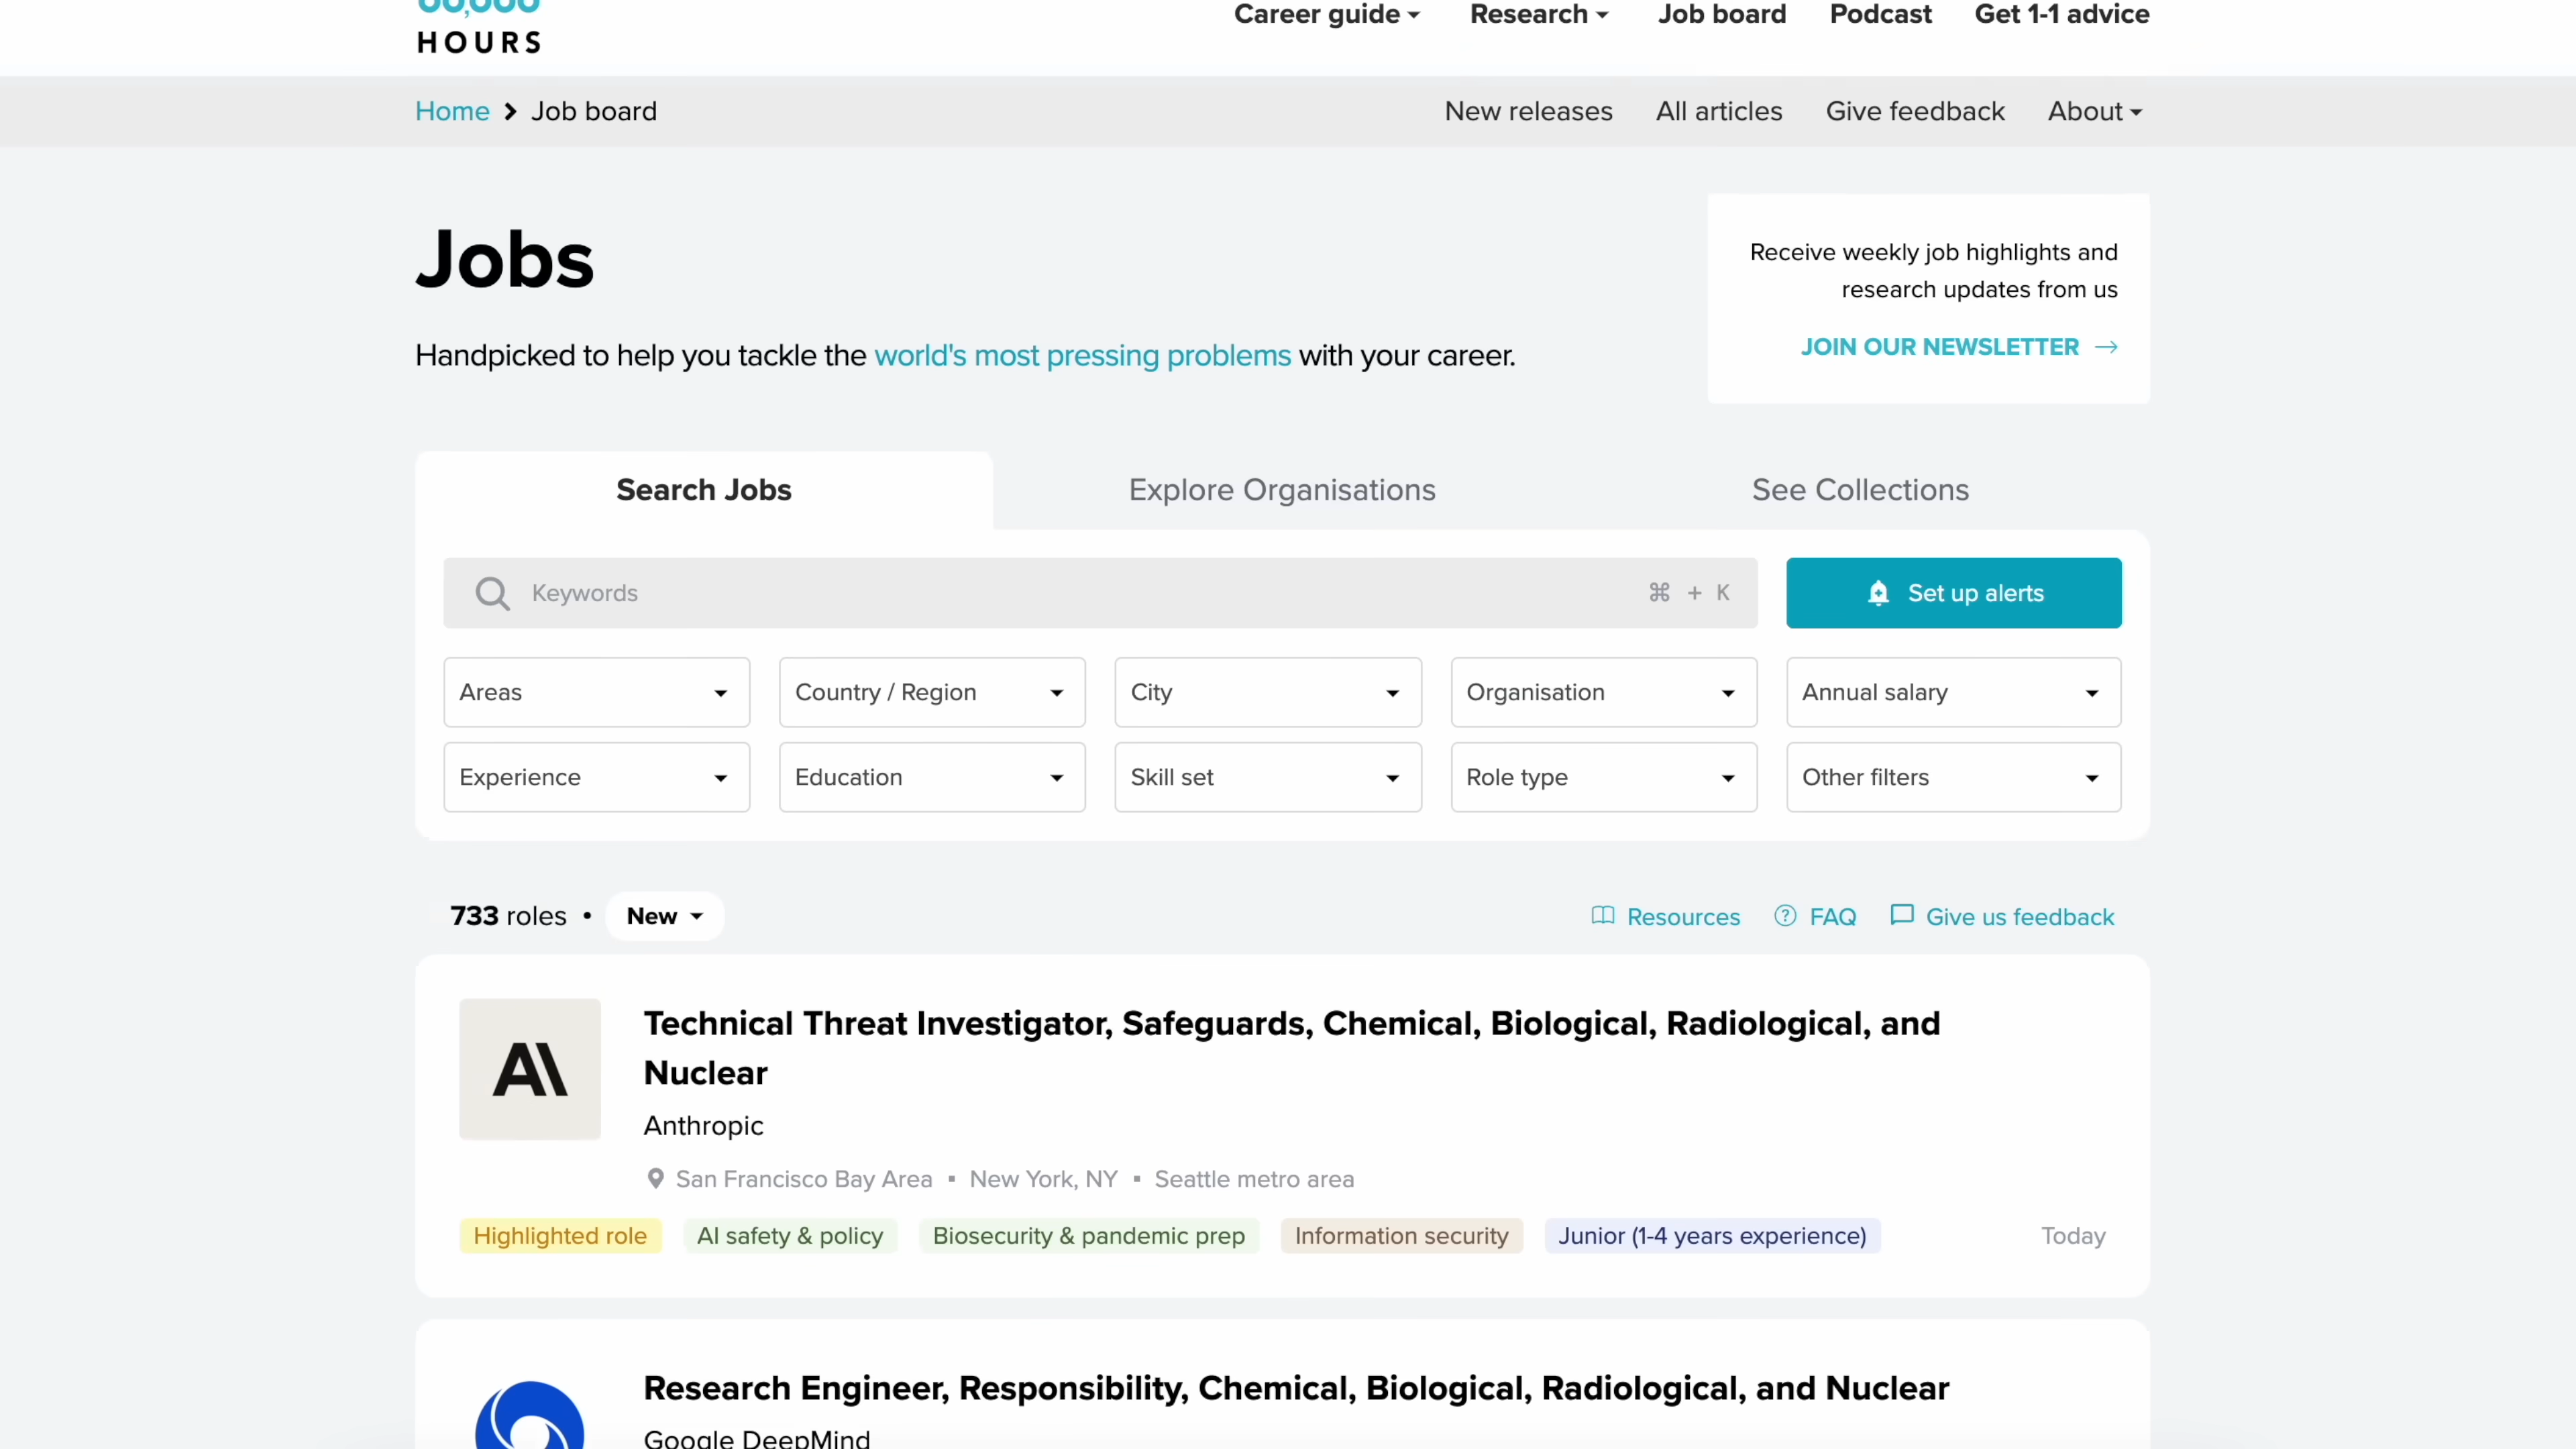 HOURS
Career guide
Research
Job board
Podcast
Get 1-1 advice
Home
Job board
New releases
All articles
Give feedback
About
Jobs
Handpicked to help you tackle the world's most pressing problems with your career.
Receive weekly job highlights and
research updates from us
JOIN OUR NEWSLETTER →
Search Jobs
Explore Organisations
See Collections
Keywords
⌘ + K
Set up alerts
Areas
Country / Region
City
Organisation
Annual salary
Experience
Education
Skill set
Role type
Other filters
733 roles •
New
Resources
FAQ
Give us feedback
Technical Threat Investigator, Safeguards, Chemical, Biological, Radiological, and
Nuclear
Anthropic
San Francisco Bay Area ▪ New York, NY ▪ Seattle metro area
Highlighted role
AI safety & policy
Biosecurity & pandemic prep
Information security
Junior (1-4 years experience)
Today
Research Engineer, Responsibility, Chemical, Biological, Radiological, and Nuclear
Google DeepMind